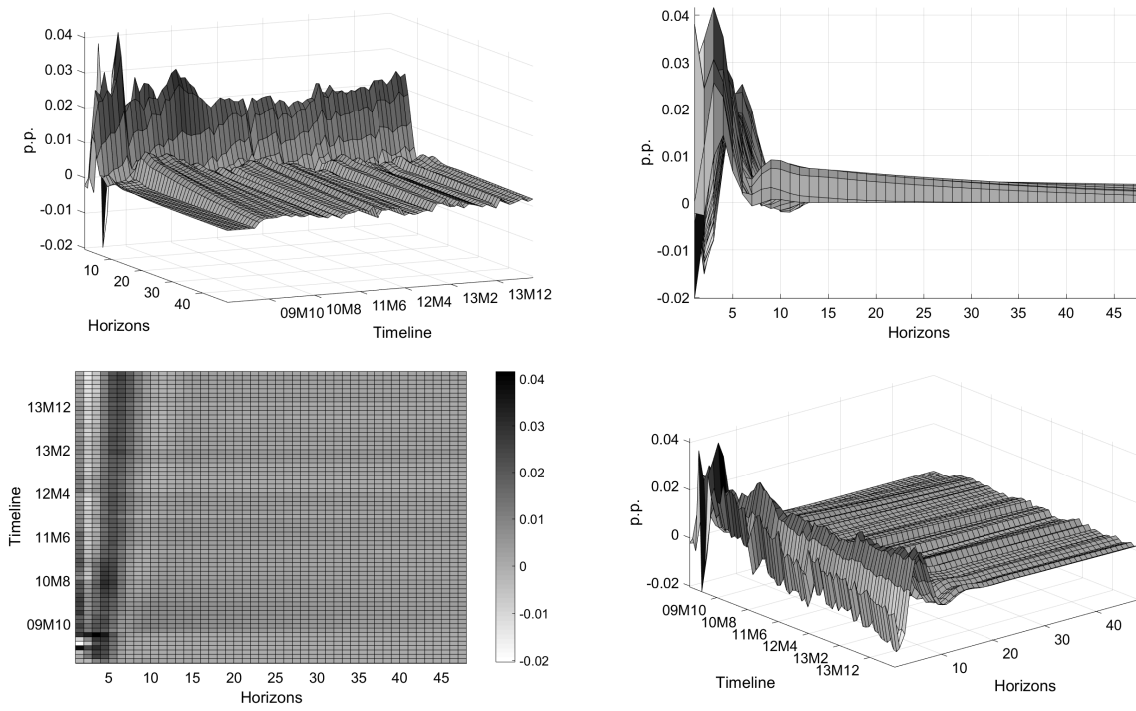 0.04
0.03
0.02
0.01
0
-0.01
-0.02
p.p.
10
20
30
40
Horizons
09M10
10M8
11M6
12M4
13M2
13M12
Timeline
0.04
0.03
0.02
0.01
0
-0.01
-0.02
p.p.
5
10
15
20
25
30
35
40
45
Horizons
13M12
13M2
12M4
11M6
10M8
09M10
Timeline
5
10
15
20
25
30
35
40
45
Horizons
0.04
0.03
0.02
0.01
0
-0.01
-0.02
0.04
0.02
0
-0.02
p.p.
09M10
10M8
11M6
12M4
13M2
13M12
Timeline
10
20
30
40
Horizons